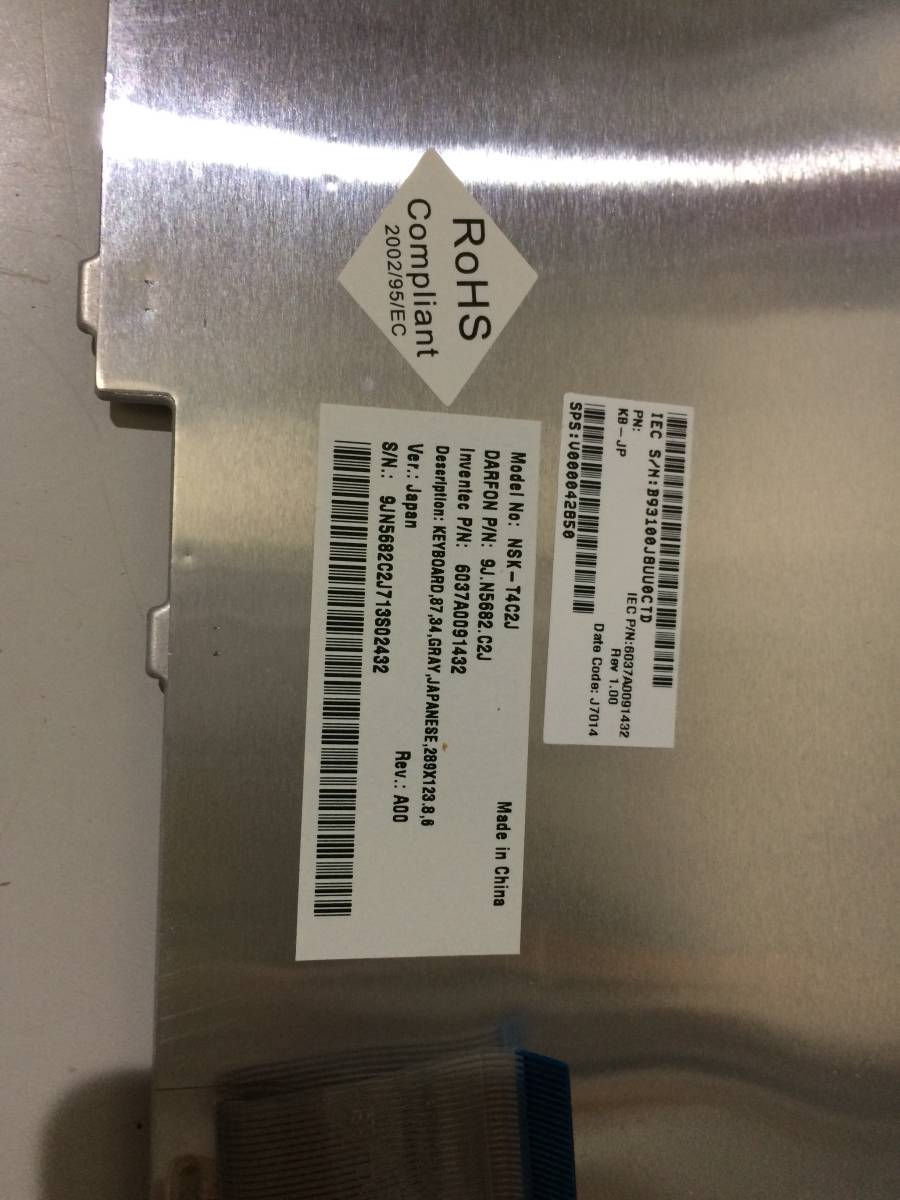 RoHS
Compliant
2002/95/EC
IEC S/N:B93100J8UU0CTD
PN:
IEC P/N:6037A0091432
KB-JP
Rev 1.00
Date Code: J7014
SPS:V000042850
Model No: NSK-T4C2J
Made in China
DARFON P/N: 9J.N5682.C2J
Inventec P/N: 6037A0091432
Description: KEYBOARD,87,34,GRAY,JAPANESE,289X123.8,6
Ver.: Japan
Rev.: A00
S/N.: 9JN5682C2J713S02432